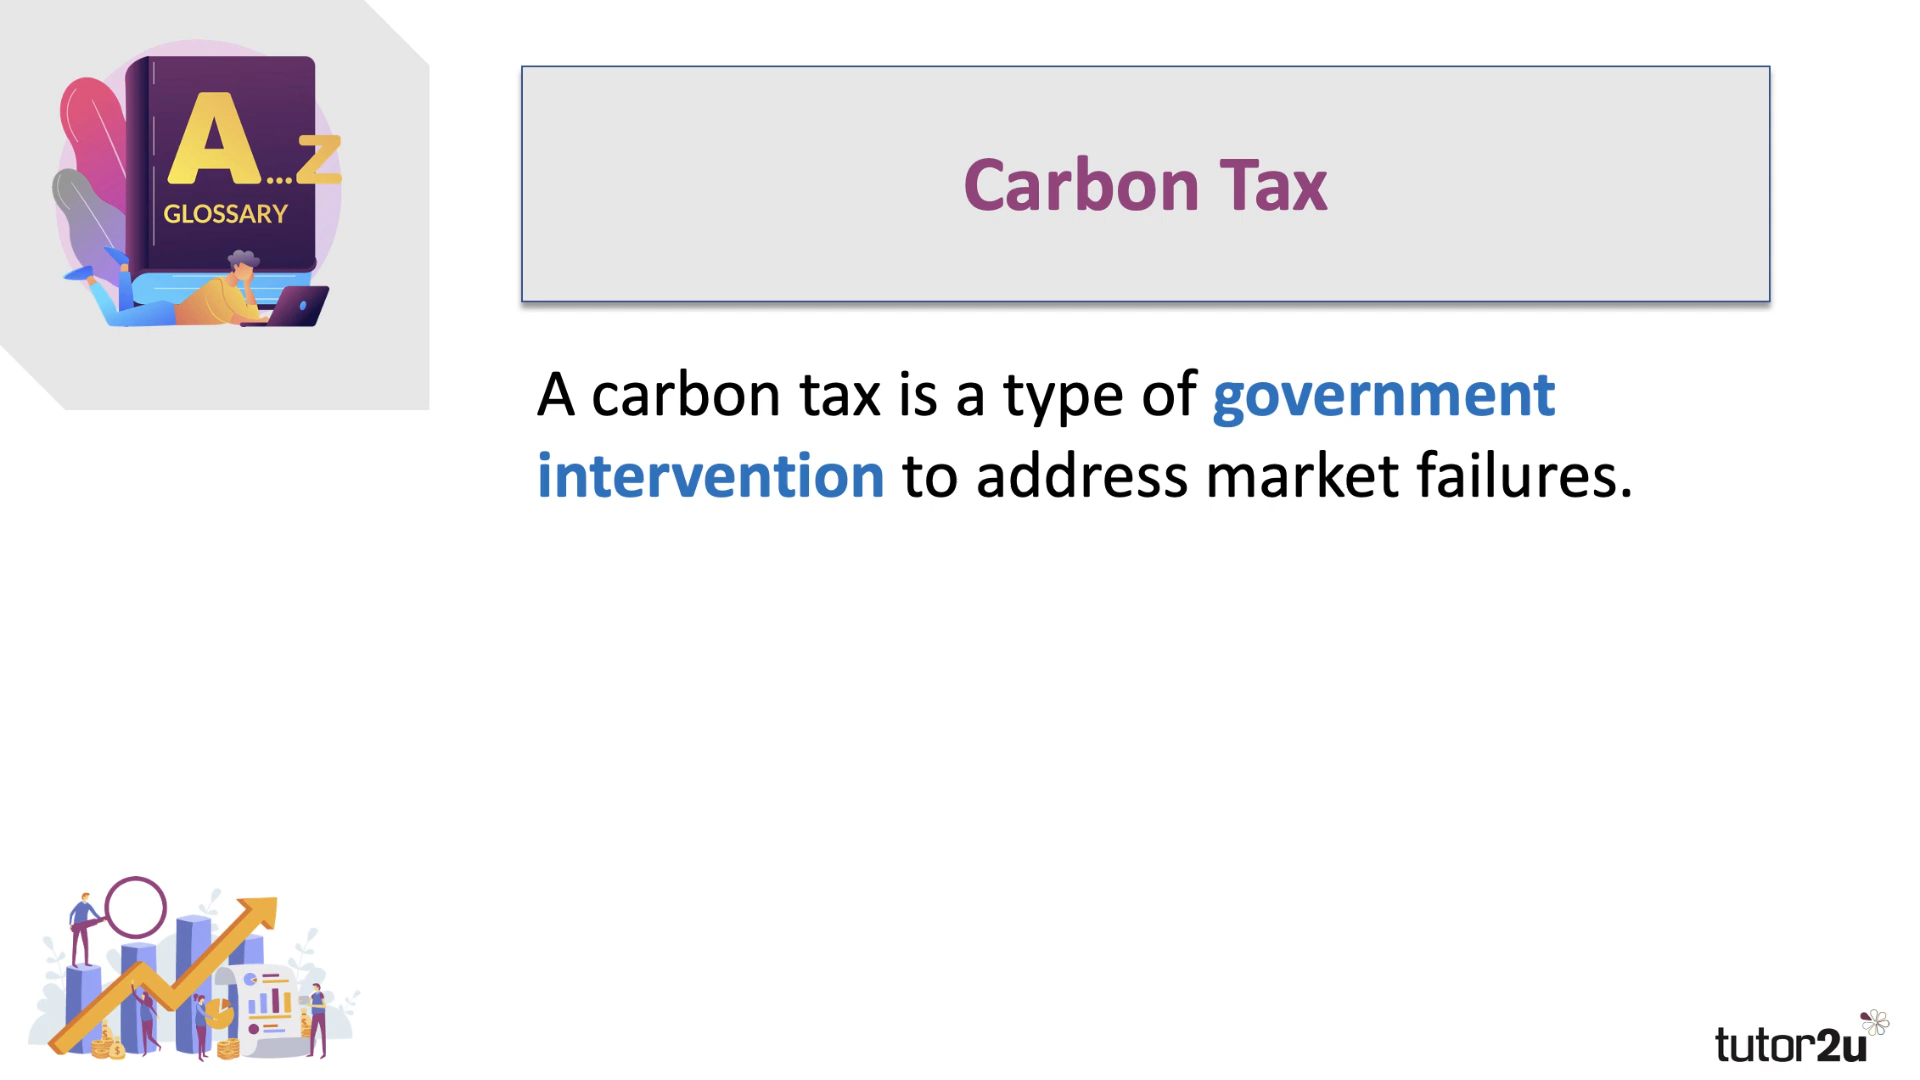 A...Z
GLOSSARY
Carbon Tax
A carbon tax is a type of government
intervention to address market failures.
tutor2u